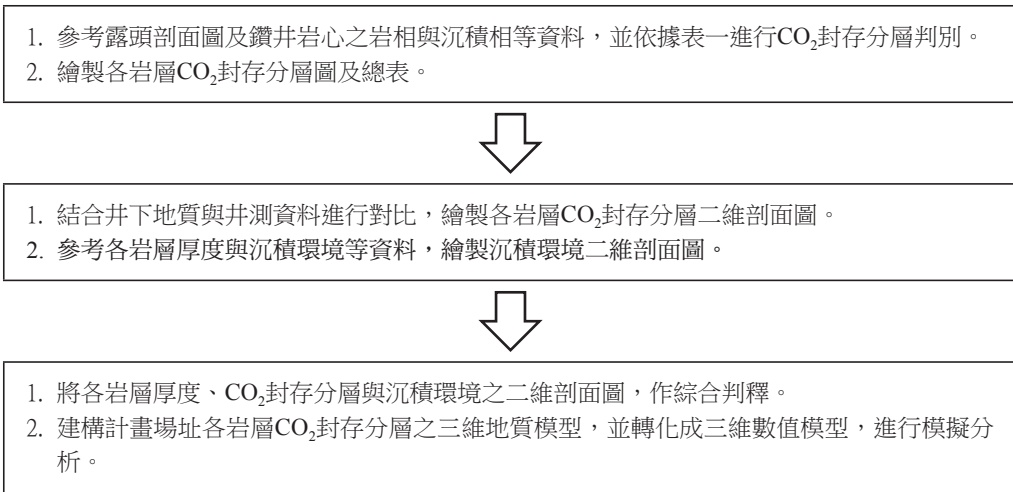 1. 參考露頭剖面圖及鑽井岩心之岩相與沉積相等資料，並依據表一進行CO₂封存分層判別。
2. 繪製各岩層CO₂封存分層圖及總表。
1. 結合井下地質與井測資料進行對比，繪製各岩層CO₂封存分層二維剖面圖。
2. 參考各岩層厚度與沉積環境等資料，繪製沉積環境二維剖面圖。
1. 將各岩層厚度、CO₂封存分層與沉積環境之二維剖面圖，作綜合判釋。
2. 建構計畫場址各岩層CO₂封存分層之三維地質模型，並轉化成三維數值模型，進行模擬分
析。